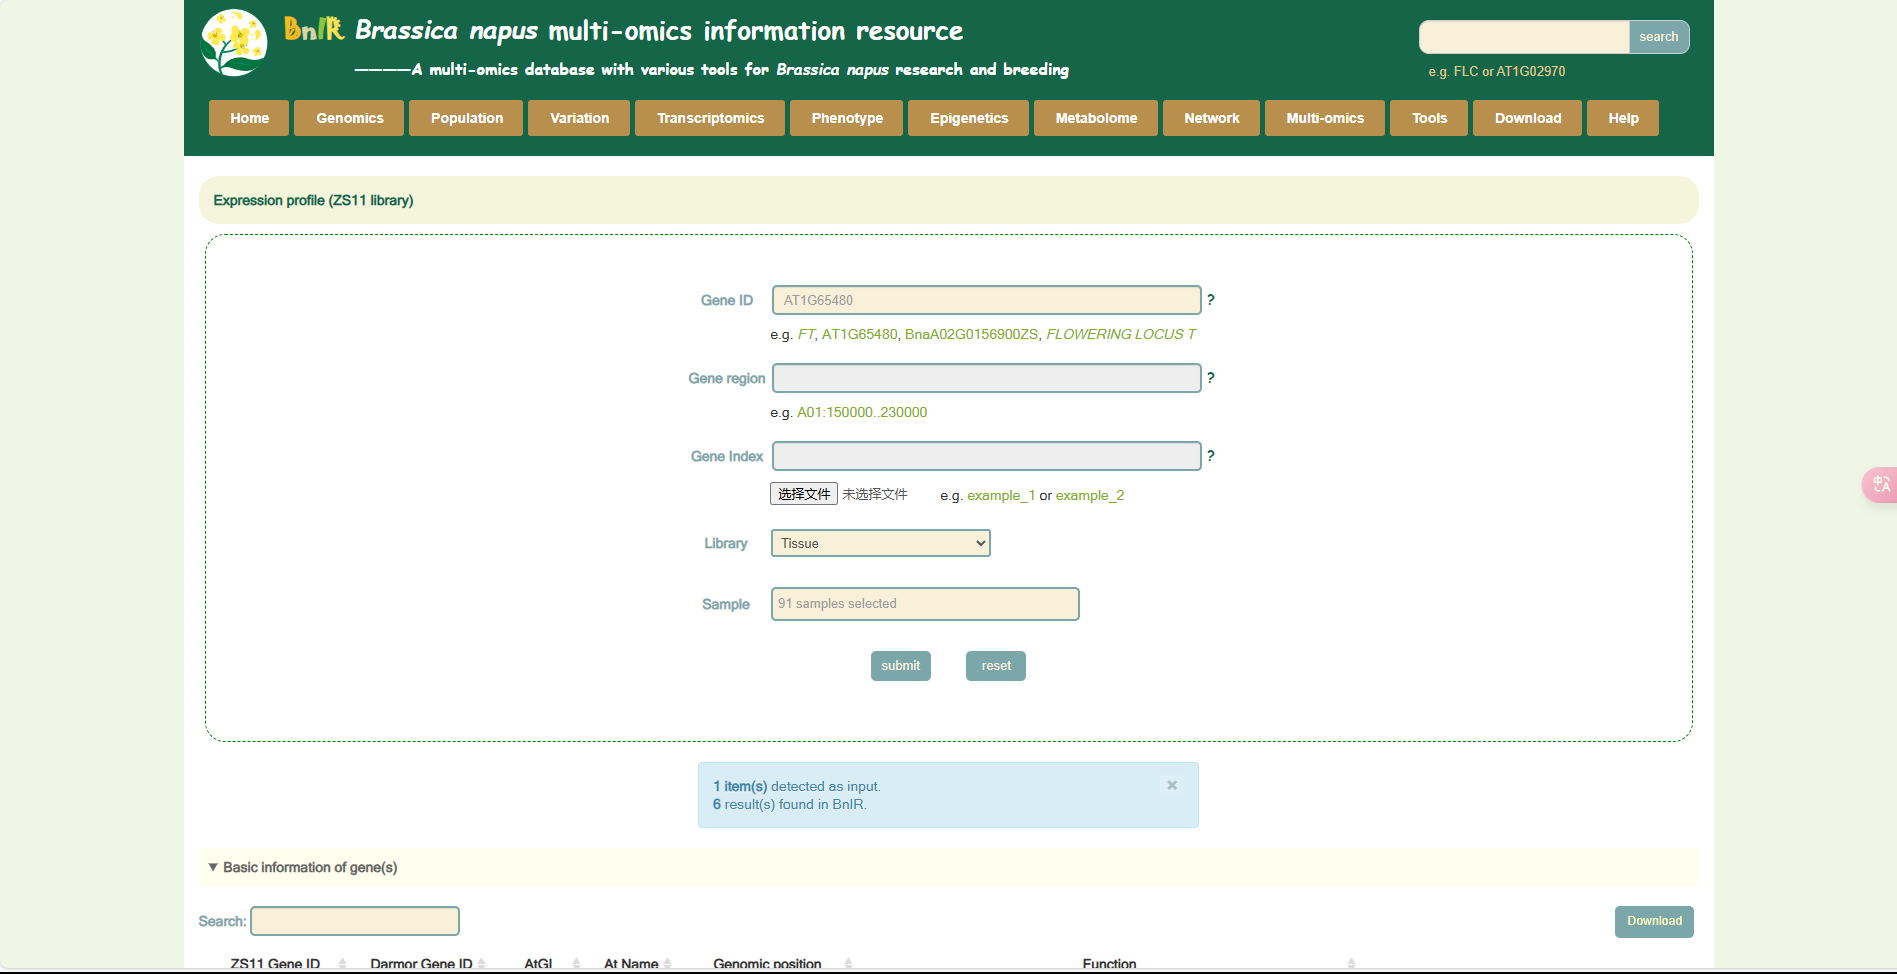 BnIR Brassica napus multi-omics information resource
————A multi-omics database with various tools for Brassica napus research and breeding
search
e.g. FLC or AT1G02970
Home Genomics Population Variation Transcriptomics Phenotype Epigenetics Metabolome Network Multi-omics Tools Download Help
Expression profile (ZS11 library)
Gene ID AT1G65480 ?
e.g. FT, AT1G65480, BnaA02G0156900ZS, FLOWERING LOCUS T
Gene region ?
e.g. A01:150000..230000
Gene Index ?
选择文件 未选择文件 e.g. example_1 or example_2
Library Tissue
Sample 91 samples selected
submit reset
1 item(s) detected as input. ×
6 result(s) found in BnIR.
▼ Basic information of gene(s)
Search: Download
ZS11 Gene ID Darmor Gene ID AtGI At Name Genomic position Function
中 A